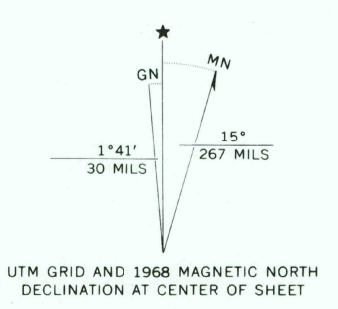 ★
GN
MN
1°41'
30 MILS
15°
267 MILS
UTM GRID AND 1968 MAGNETIC NORTH
DECLINATION AT CENTER OF SHEET